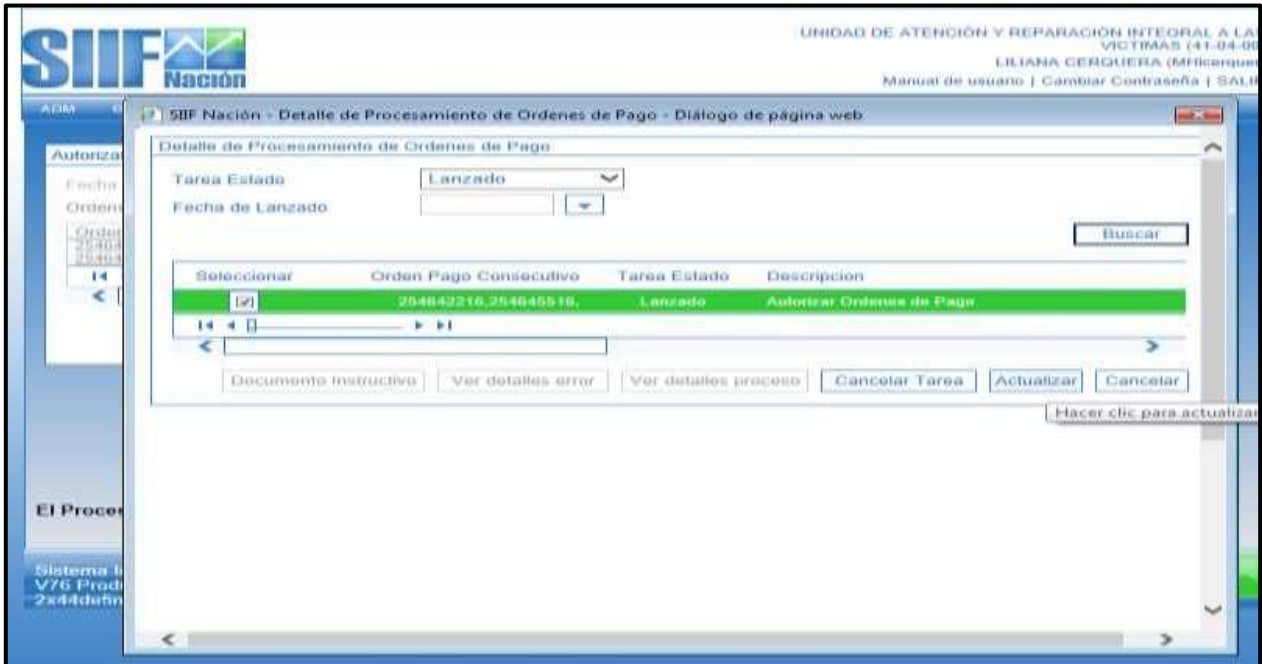 SIIF Nación
UNIDAD DE ATENCIÓN Y REPARACIÓN INTEGRAL A LA
VICTIMAS (41-04-00
LILIANA CERQUERA
Manual de usuario | Cambiar Contraseña | SALI
ADM
SIIF Nación - Detalle de Procesamiento de Ordenes de Pago - Diálogo de página web
Detalle de Procesamiento de Ordenes de Pago
Autoriza
Fecha
Orden
Orden
Tarea Estado Lanzado
Fecha de Lanzado
Buscar
Seleccionar Orden Pago Consecutivo Tarea Estado Descripcion
254642216,254645516, Lanzado Autorizar Ordenes de Pago
Documento Instructivo Ver detalles error Ver detalles proceso Cancelar Tarea Actualizar Cancelar
Hacer clic para actualizar
El Proce
Sistema
V76 Prod